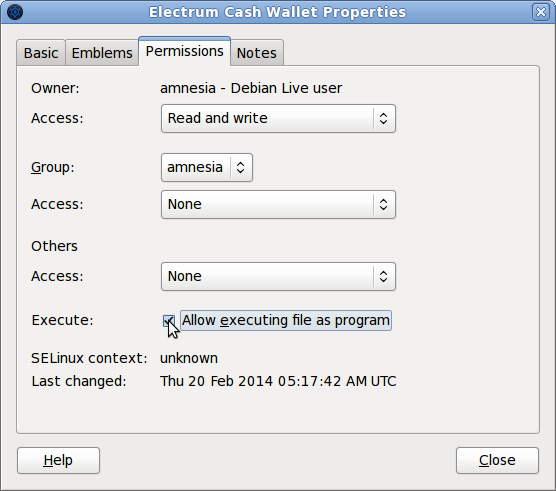 Electrum Cash Wallet Properties
Basic Emblems Permissions Notes
Owner: amnesia - Debian Live user
Access: Read and write
Group: amnesia
Access: None
Others
Access: None
Execute: Allow executing file as program
SELinux context: unknown
Last changed: Thu 20 Feb 2014 05:17:42 AM UTC
Help Close